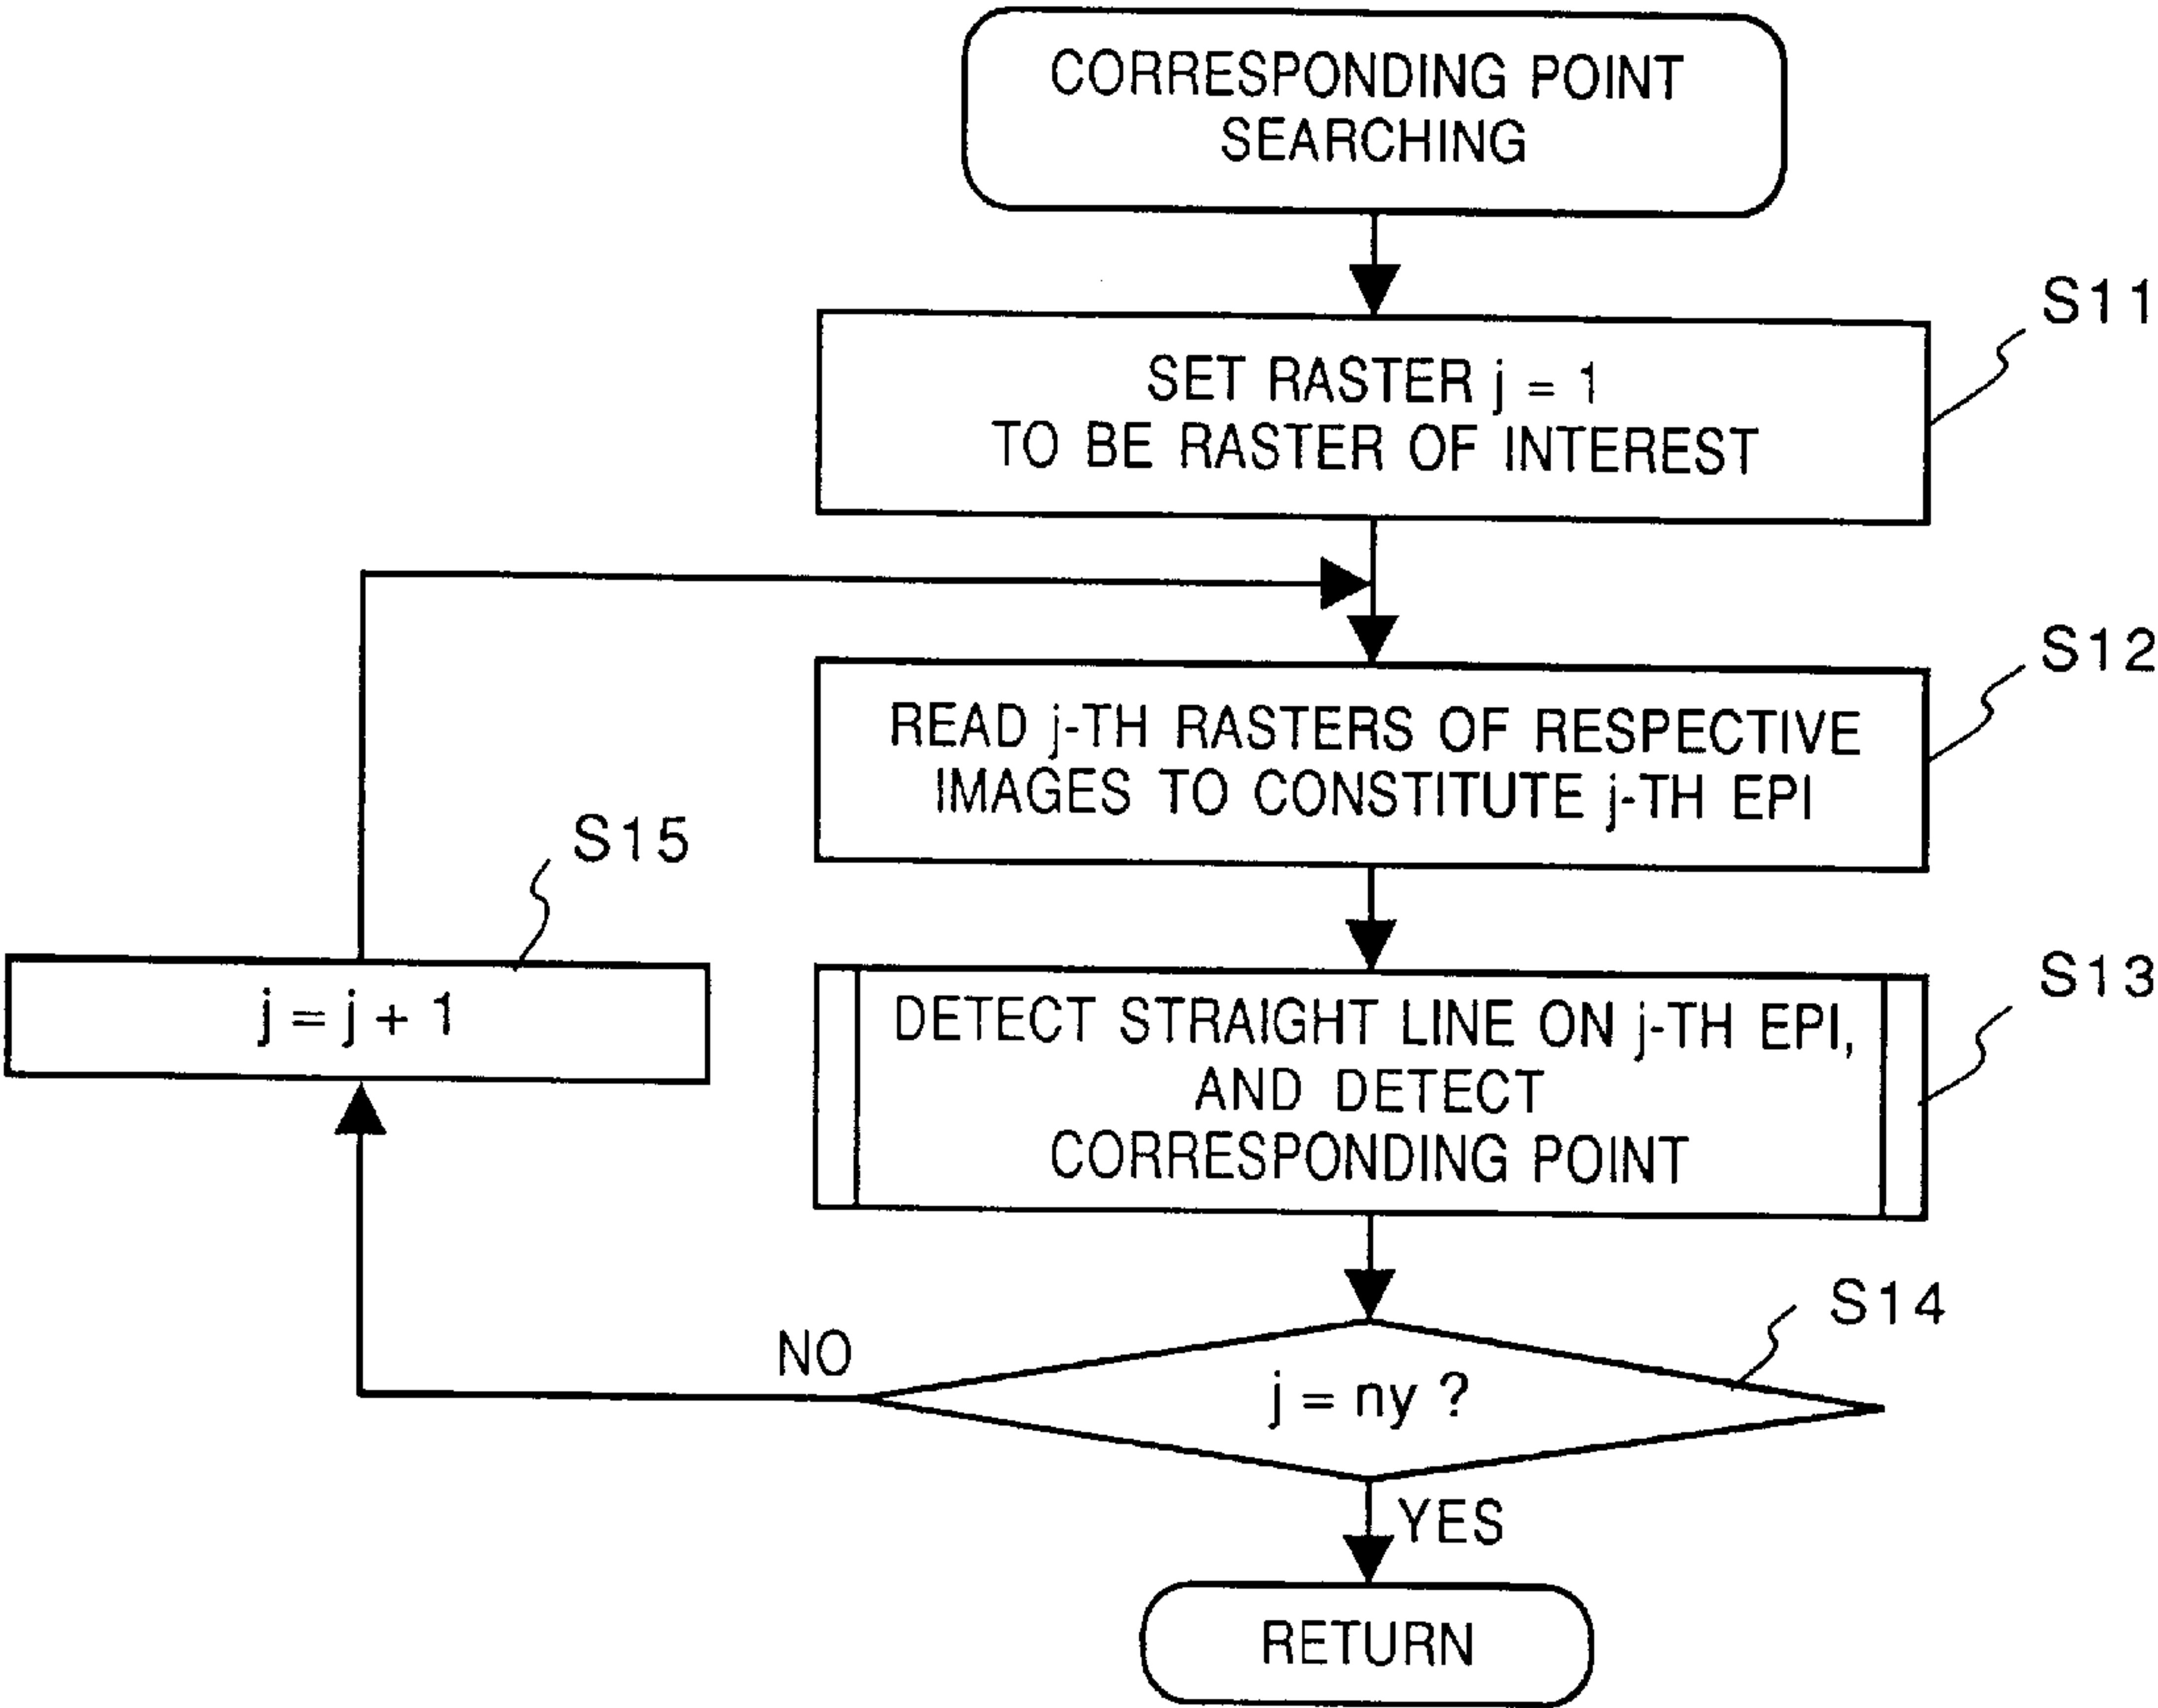 CORRESPONDING POINT
SEARCHING
S11
SET RASTER j = 1
TO BE RASTER OF INTEREST
S12
READ j-TH RASTERS OF RESPECTIVE
IMAGES TO CONSTITUTE j-TH EPI
S15
j = j + 1
S13
DETECT STRAIGHT LINE ON j-TH EPI,
AND DETECT
CORRESPONDING POINT
S14
NO
j = ny ?
YES
RETURN